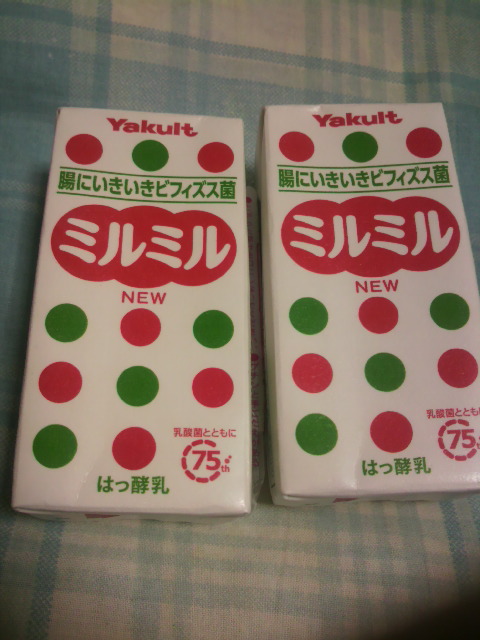 Yakult
腸にいきいきビフィズス菌
ミルミル
NEW
乳酸菌とともに
75th
はっ酵乳
Yakult
腸にいきいきビフィズス菌
ミルミル
NEW
乳酸菌とともに
75
はっ酵乳